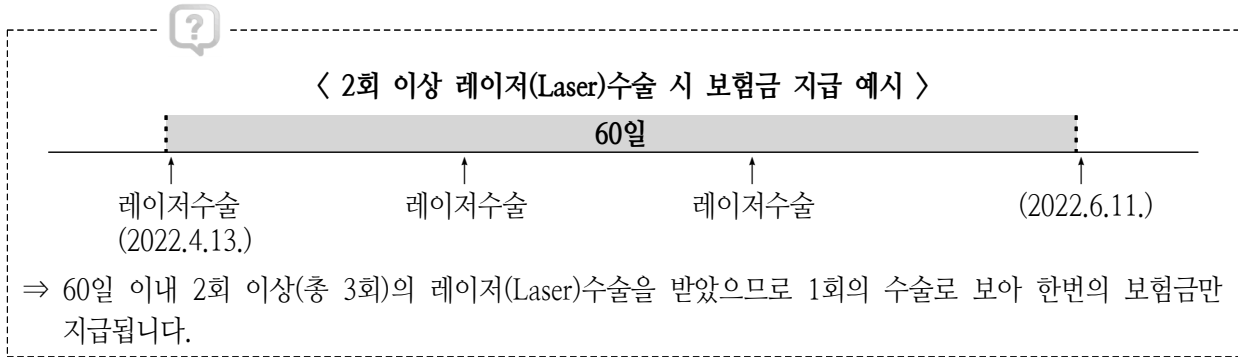 ?
〈 2회 이상 레이저(Laser)수술 시 보험금 지급 예시 〉
60일
레이저수술 레이저수술 레이저수술 (2022.6.11.)
(2022.4.13.)
⇒ 60일 이내 2회 이상(총 3회)의 레이저(Laser)수술을 받았으므로 1회의 수술로 보아 한번의 보험금만
지급됩니다.